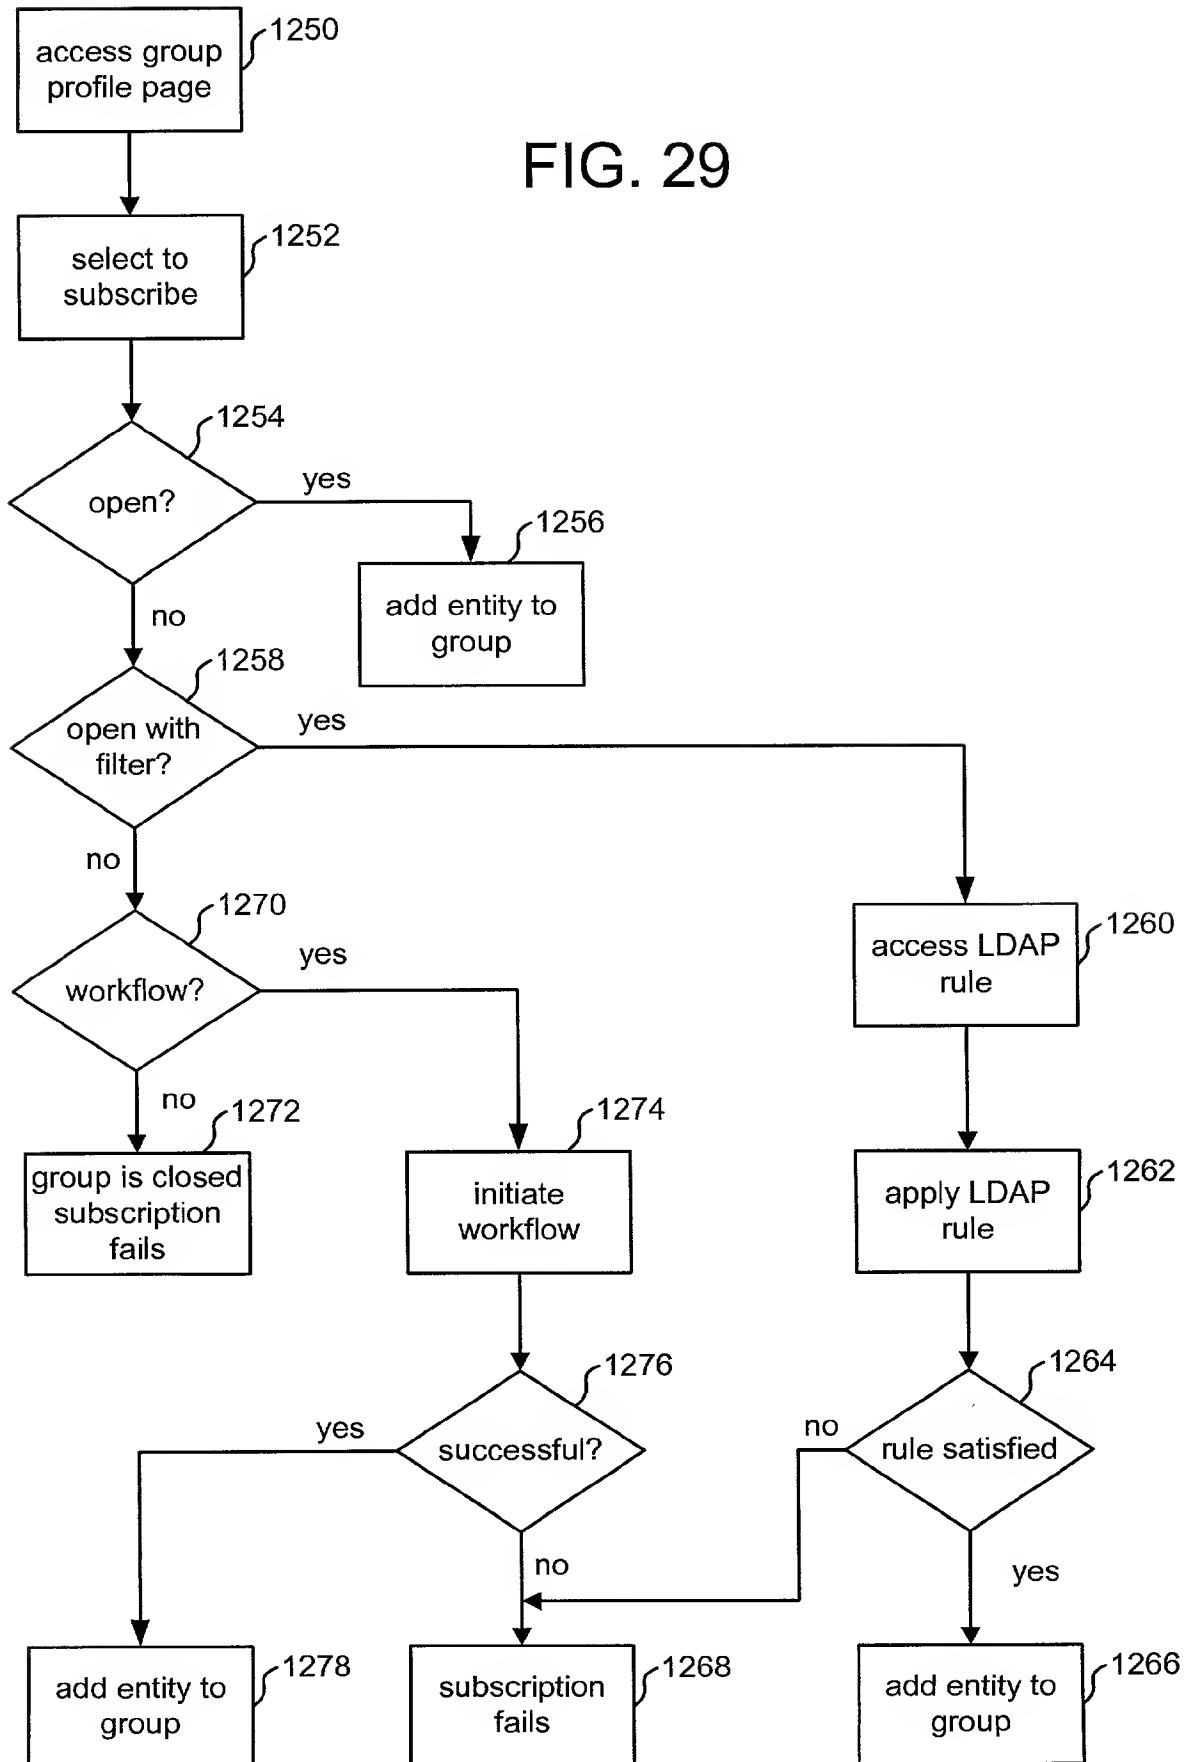 1250
access group
profile page
FIG. 29
1252
select to
subscribe
1254
open?
yes
1256
add entity to
group
no
1258
open with
filter?
yes
no
1270
workflow?
yes
1260
access LDAP
rule
no
1272
group is closed
subscription
fails
1274
initiate
workflow
1262
apply LDAP
rule
1276
successful?
yes
no
1264
rule satisfied
no
yes
1278
add entity to
group
1268
subscription
fails
1266
add entity to
group